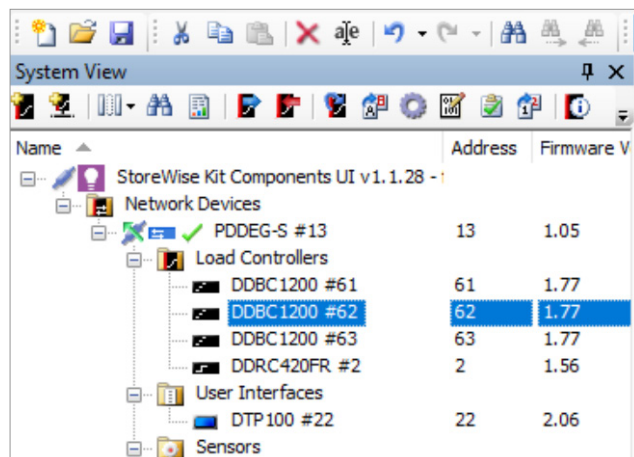 System View
Name Address Firmware V
StoreWise Kit Components UI v1.1.28 -
Network Devices
PDDEG-S #13 13 1.05
Load Controllers
DDBC1200 #61 61 1.77
DDBC1200 #62 62 1.77
DDBC1200 #63 63 1.77
DDRC420FR #2 2 1.56
User Interfaces
DTP100 #22 22 2.06
Sensors